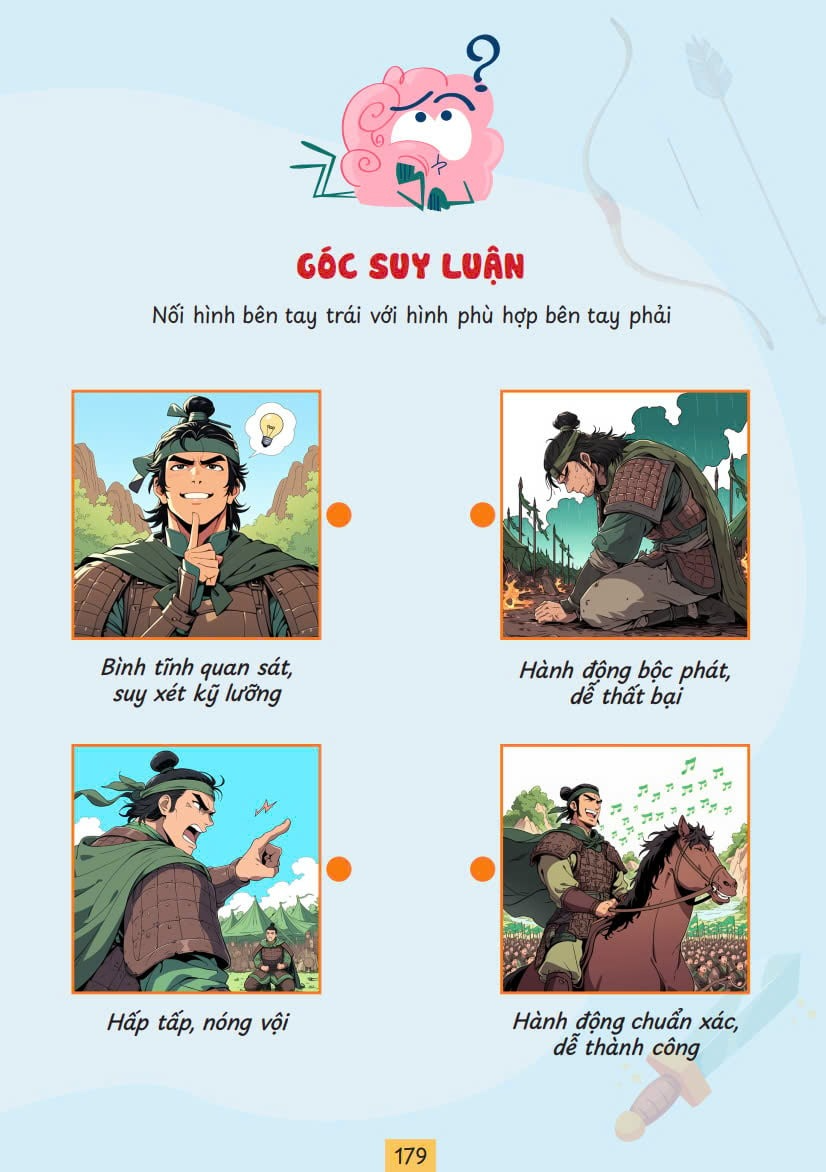 ?
GÓC SUY LUẬN
Nối hình bên tay trái với hình phù hợp bên tay phải
Bình tĩnh quan sát,
suy xét kỹ lưỡng
Hành động bộc phát,
dễ thất bại
Hấp tấp, nóng vội
Hành động chuẩn xác,
dễ thành công
179